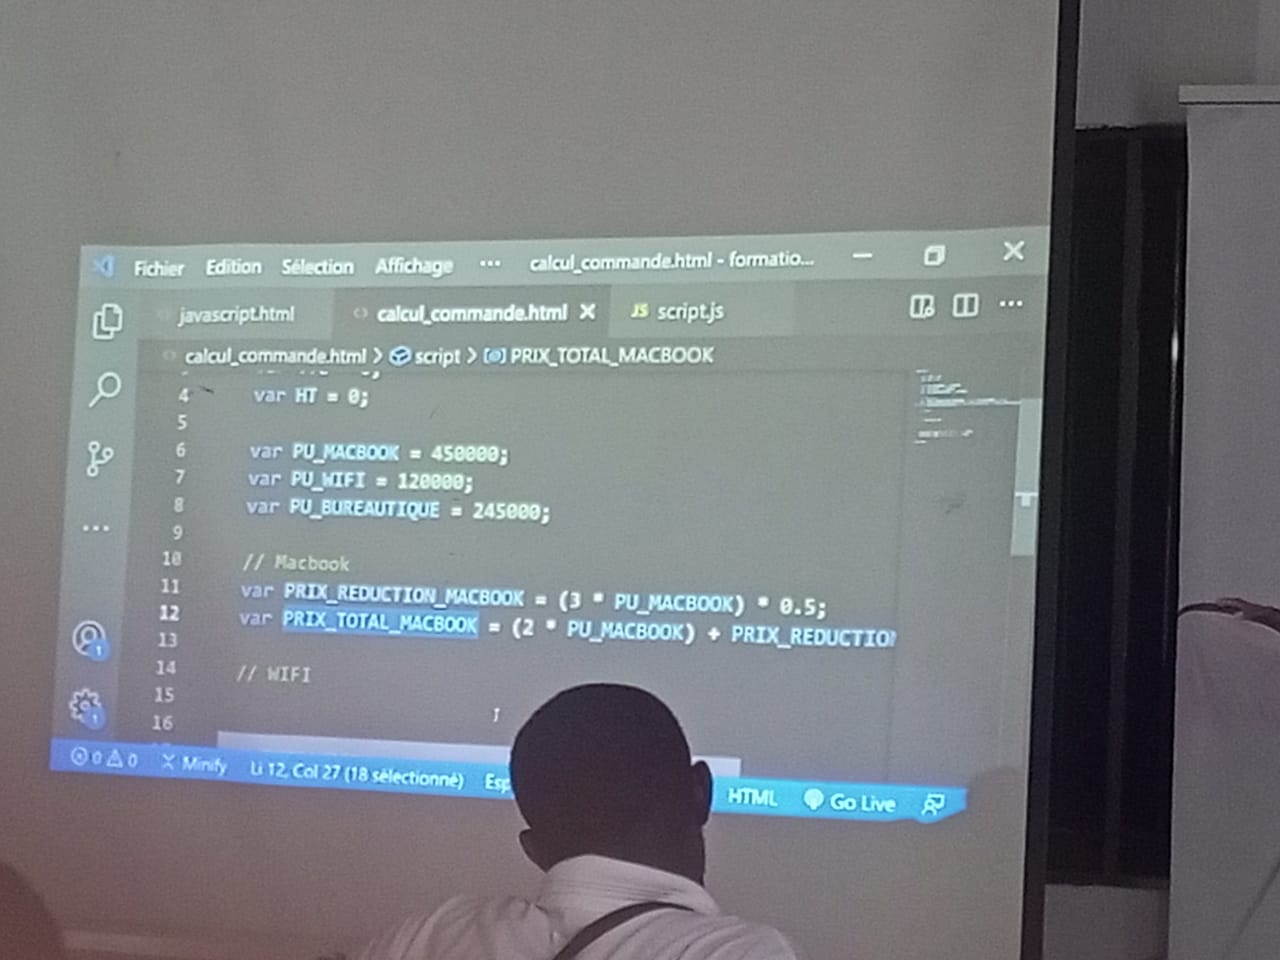 Fichier Edition Sélection Affichage ... calcul_commande.html - formatio...
javascript.html calcul_commande.html JS script.js
calcul_commande.html > script > PRIX_TOTAL_MACBOOK
4 var HT = 0;
5
6 var PU_MACBOOK = 450000;
7 var PU_WIFI = 120000;
8 var PU_BUREAUTIQUE = 245000;
9
10 // Macbook
11 var PRIX_REDUCTION_MACBOOK = (3 * PU_MACBOOK) * 0.5;
12 var PRIX_TOTAL_MACBOOK = (2 * PU_MACBOOK) + PRIX_REDUCTION
13
14 // WIFI
15
16
0 0 Minify Li 12, Col 27 (18 sélectionné) Esp HTML Go Live